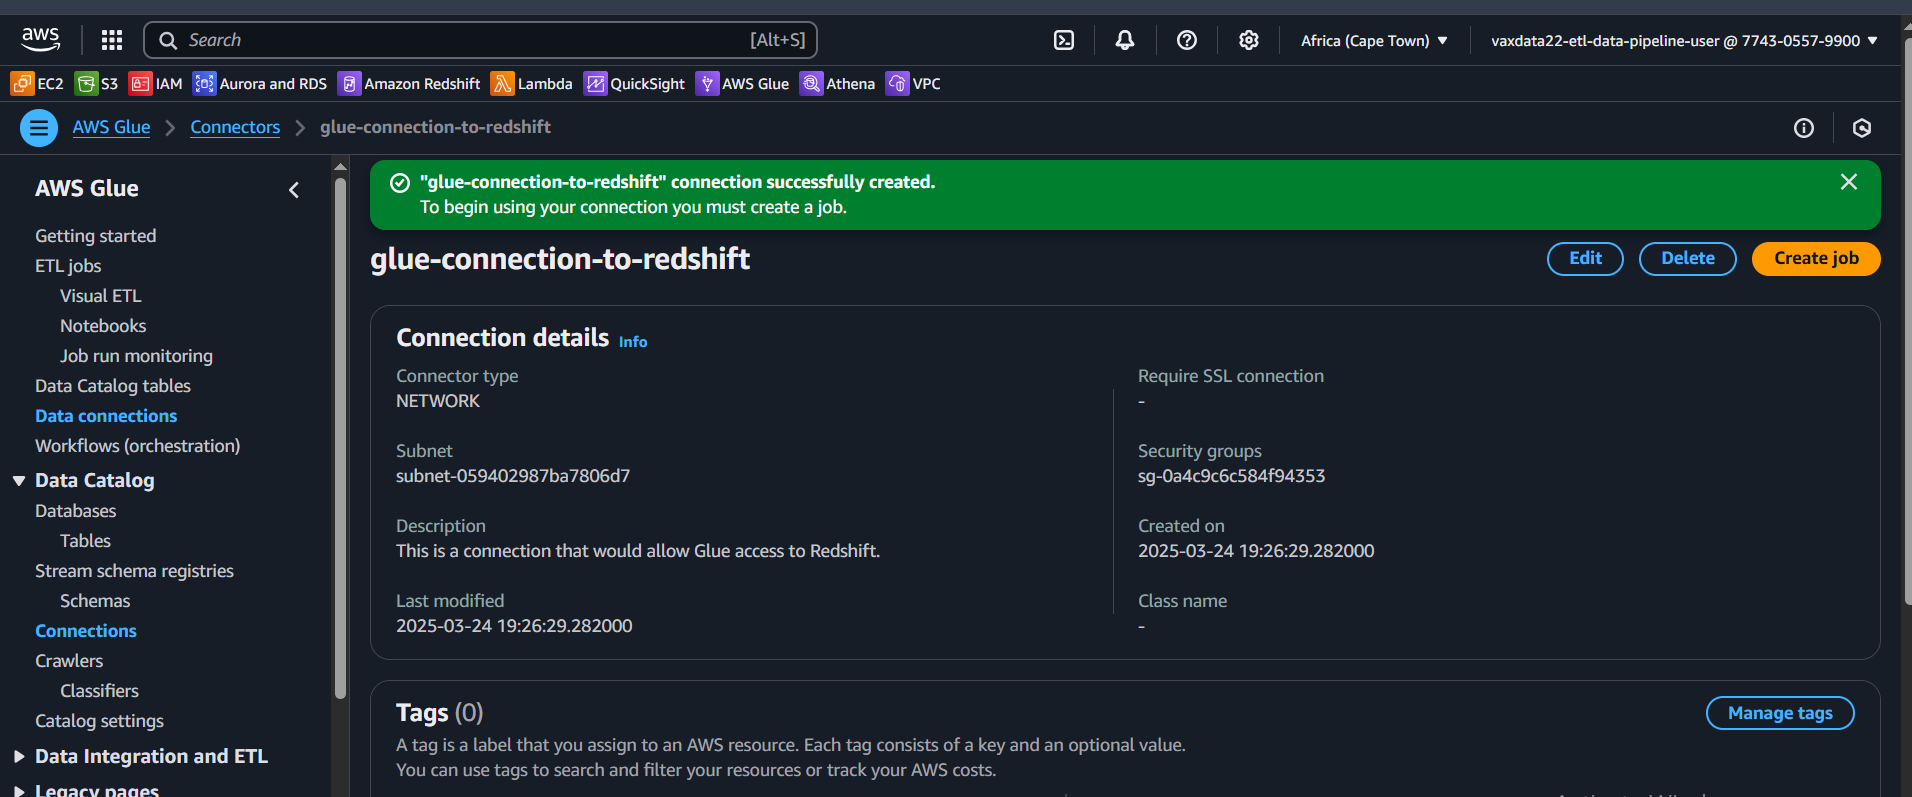 aws
Search [Alt+S]
Africa (Cape Town)
vaxdata22-etl-data-pipeline-user @ 7743-0557-9900
EC2 S3 IAM Aurora and RDS Amazon Redshift Lambda QuickSight AWS Glue Athena VPC
AWS Glue Connectors glue-connection-to-redshift
AWS Glue
Getting started
ETL jobs
Visual ETL
Notebooks
Job run monitoring
Data Catalog tables
Data connections
Workflows (orchestration)
Data Catalog
Databases
Tables
Stream schema registries
Schemas
Connections
Crawlers
Classifiers
Catalog settings
Data Integration and ETL
Legacy pages
"glue-connection-to-redshift" connection successfully created.
To begin using your connection you must create a job.
glue-connection-to-redshift
Edit
Delete
Create job
Connection details Info
Connector type
NETWORK
Require SSL connection
-
Subnet
subnet-059402987ba7806d7
Security groups
sg-0a4c9c6c584f94353
Description
This is a connection that would allow Glue access to Redshift.
Created on
2025-03-24 19:26:29.282000
Last modified
2025-03-24 19:26:29.282000
Class name
-
Tags (0)
Manage tags
A tag is a label that you assign to an AWS resource. Each tag consists of a key and an optional value.
You can use tags to search and filter your resources or track your AWS costs.